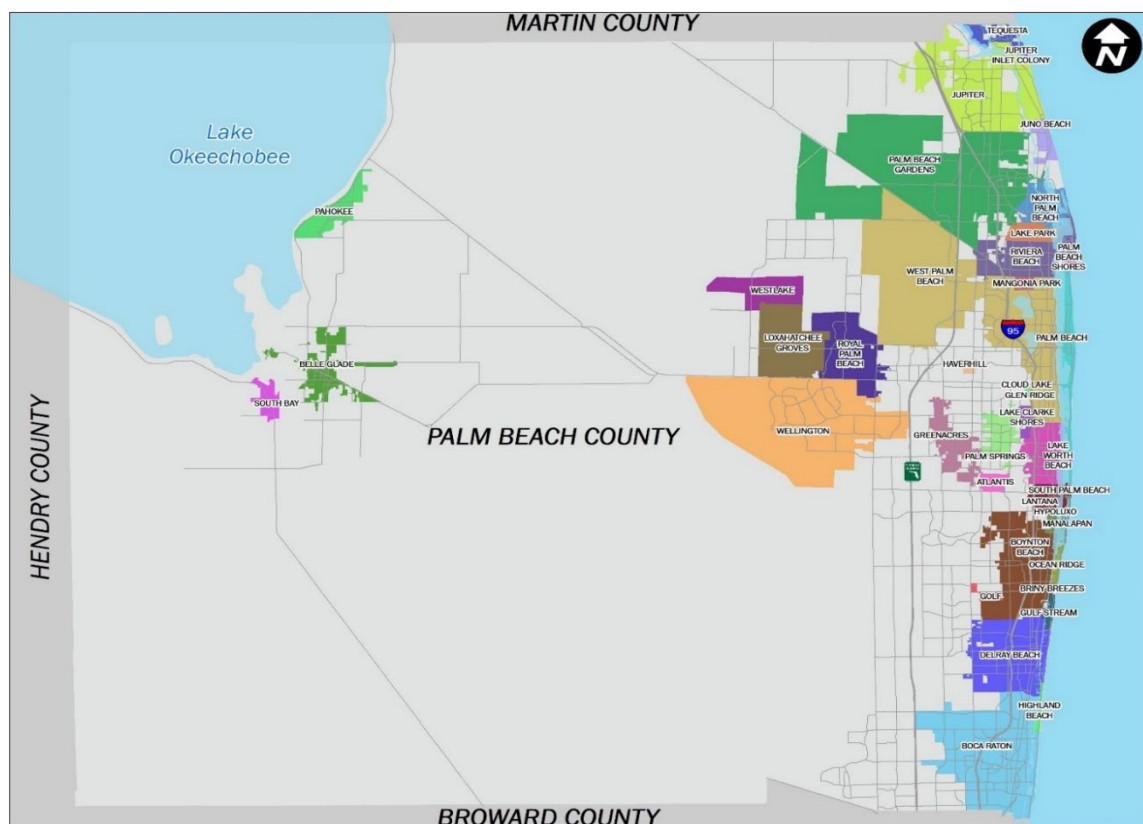 MARTIN COUNTY
N
TEQUESTA
JUPITER
INLET COLONY
JUPITER
JUNO BEACH
Lake
Okeechobee
PALM BEACH
GARDENS
PAHOKEE
NORTH
PALM
BEACH
LAKE PARK
RIVIERA
BEACH
PALM
BEACH
SHORES
WEST PALM
BEACH
MANGONIA PARK
WESTLAKE
95
LOXAHATCHEE
GROVES
ROYAL
PALM
BEACH
PALM BEACH
BELLE GLADE
HAVERHILL
CLOUD LAKE
GLEN RIDGE
SOUTH BAY
LAKE CLARKE
SHORES
HENDRY COUNTY
PALM BEACH COUNTY
WELLINGTON
GREENACRES
PALM SPRINGS
LAKE
WORTH
BEACH
ATLANTIS
SOUTH PALM BEACH
LANTANA
HYPOLUXO
MANALAPAN
BOYNTON
BEACH
OCEAN RIDGE
BRINY BREEZES
GOLF
GULF STREAM
DELRAY BEACH
HIGHLAND
BEACH
BOCA RATON
BROWARD COUNTY